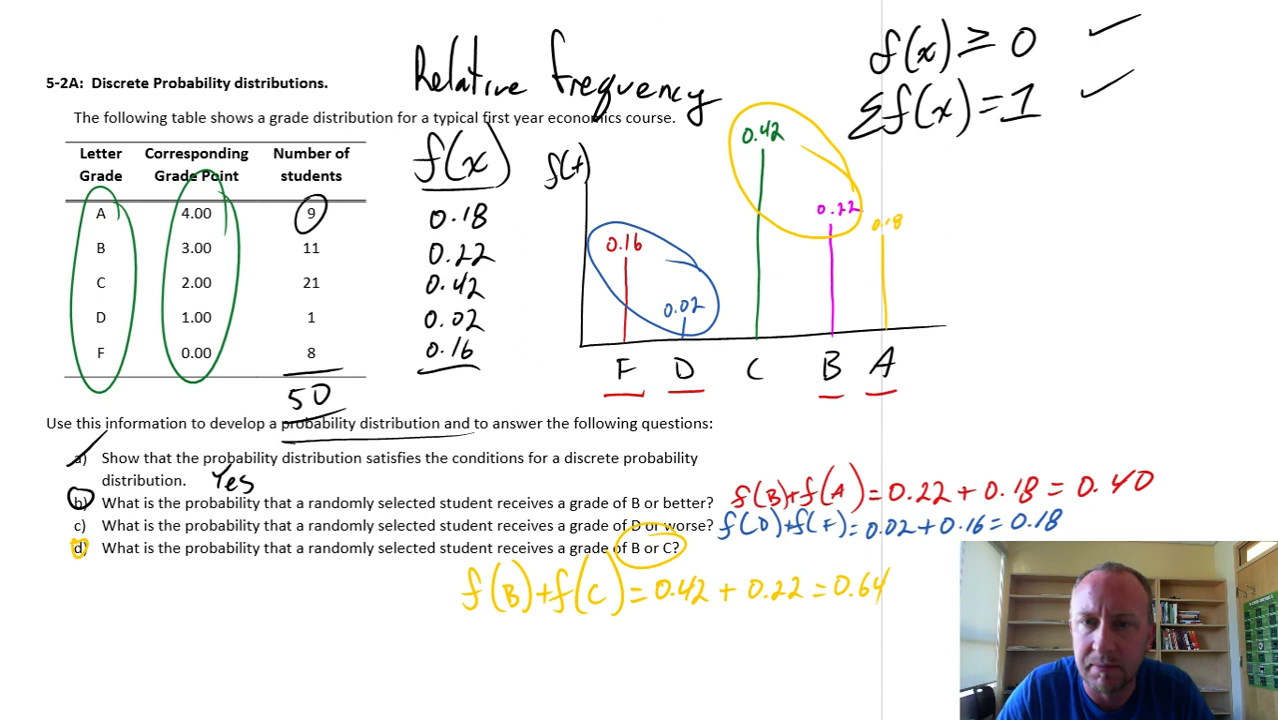 Relative frequency
f(x) ≥ 0 ✓
Σf(x) = 1 ✓
5-2A: Discrete Probability distributions.
The following table shows a grade distribution for a typical first year economics course.
Letter Grade Corresponding Grade Point Number of students f(x)
A 4.00 9 0.18
B 3.00 11 0.22
C 2.00 21 0.42
D 1.00 1 0.02
F 0.00 8 0.16
50
0.42
0.22
0.18
0.16
0.02
F D C B A
Use this information to develop a probability distribution and to answer the following questions:
a) Show that the probability distribution satisfies the conditions for a discrete probability
distribution. Yes
b) What is the probability that a randomly selected student receives a grade of B or better? f(B)+f(A)=0.22+0.18=0.40
c) What is the probability that a randomly selected student receives a grade of D or worse? f(D)+f(F)=0.02+0.16=0.18
d) What is the probability that a randomly selected student receives a grade of B or C?
f(B)+f(C)=0.42+0.22=0.64